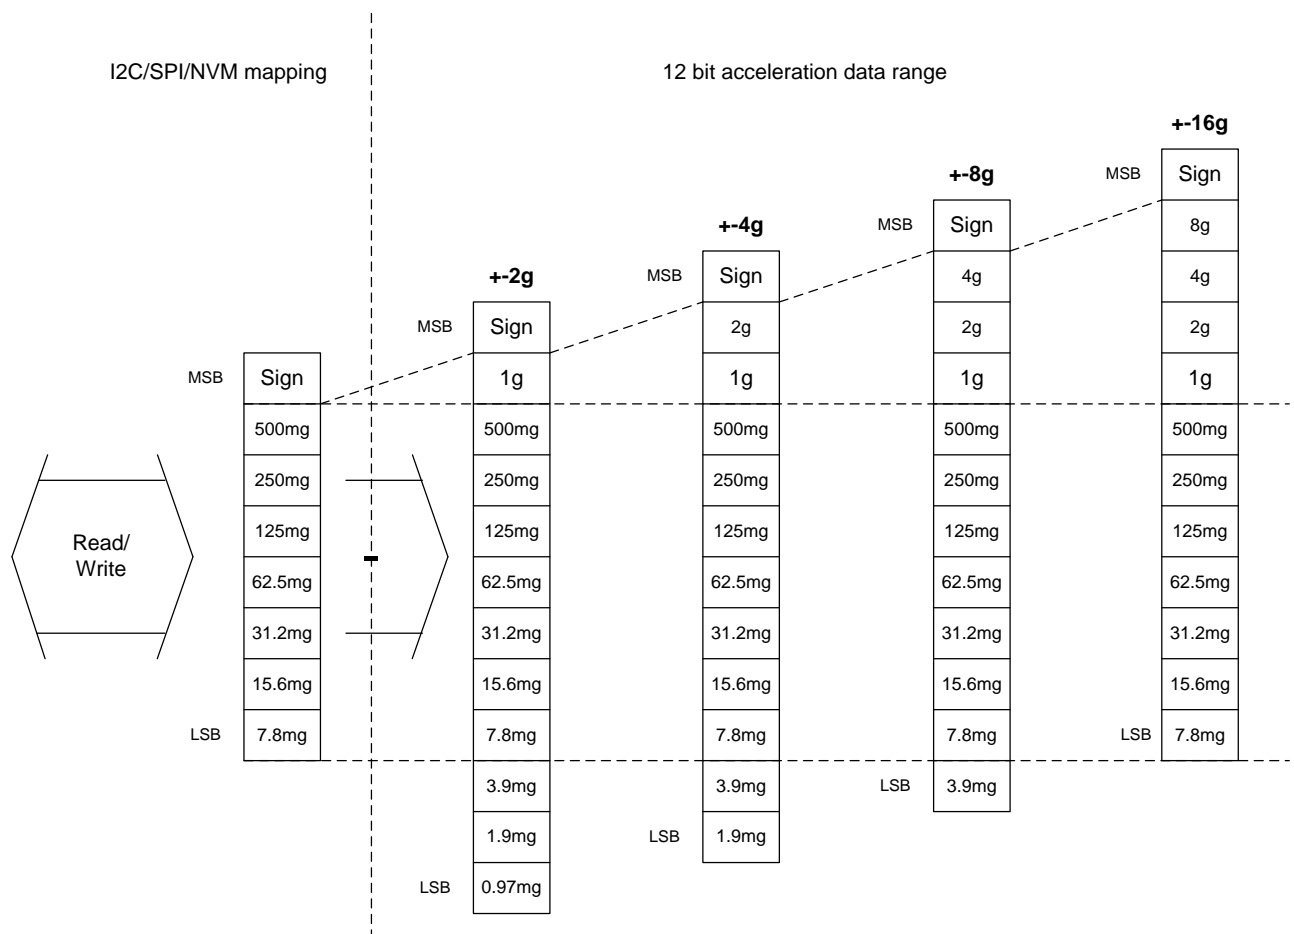 I2C/SPI/NVM mapping
12 bit acceleration data range
MSB
Sign
500mg
250mg
125mg
62.5mg
31.2mg
15.6mg
LSB
7.8mg
Read/
Write
+-2g
MSB
Sign
1g
500mg
250mg
125mg
62.5mg
31.2mg
15.6mg
7.8mg
3.9mg
1.9mg
LSB
0.97mg
+-4g
MSB
Sign
2g
1g
500mg
250mg
125mg
62.5mg
31.2mg
15.6mg
7.8mg
3.9mg
LSB
1.9mg
+-8g
MSB
Sign
4g
2g
1g
500mg
250mg
125mg
62.5mg
31.2mg
15.6mg
7.8mg
LSB
3.9mg
+-16g
MSB
Sign
8g
4g
2g
1g
500mg
250mg
125mg
62.5mg
31.2mg
15.6mg
LSB
7.8mg